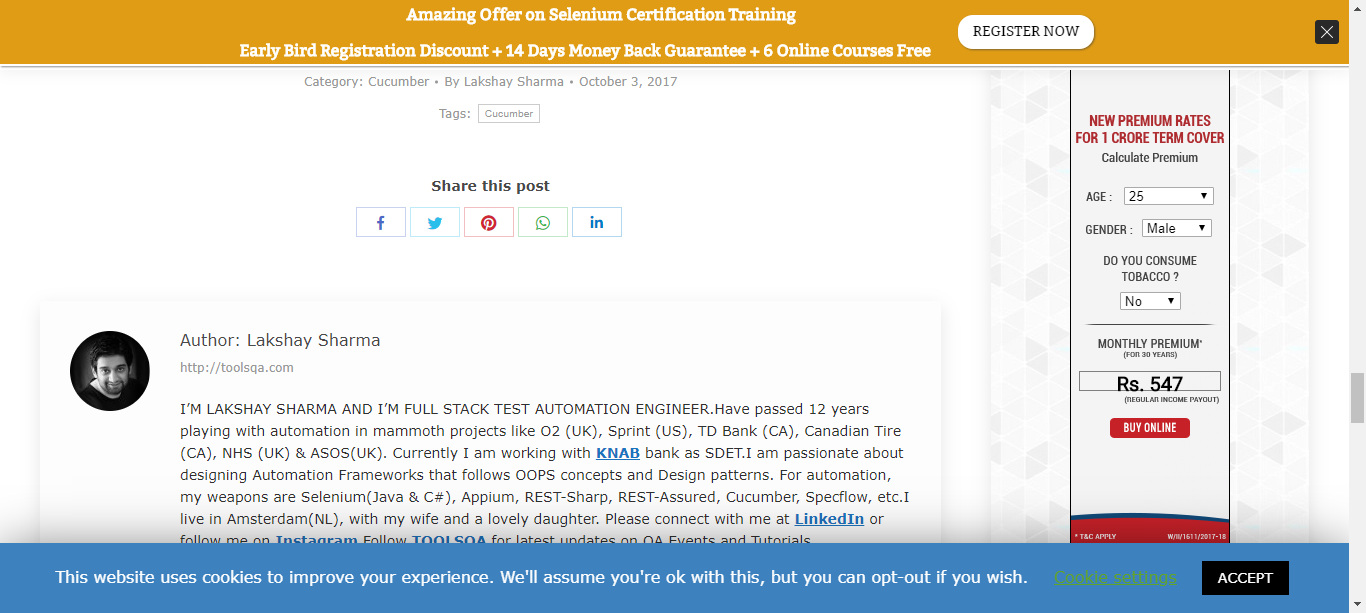 Amazing Offer on Selenium Certification Training
Early Bird Registration Discount + 14 Days Money Back Guarantee + 6 Online Courses Free
REGISTER NOW
Category: Cucumber • By Lakshay Sharma • October 3, 2017
Tags: Cucumber
Share this post
f
in
Author: Lakshay Sharma
http://toolsqa.com
I’M LAKSHAY SHARMA AND I’M FULL STACK TEST AUTOMATION ENGINEER.Have passed 12 years
playing with automation in mammoth projects like O2 (UK), Sprint (US), TD Bank (CA), Canadian Tire
(CA), NHS (UK) & ASOS(UK). Currently I am working with KNAB bank as SDET.I am passionate about
designing Automation Frameworks that follows OOPS concepts and Design patterns. For automation,
my weapons are Selenium(Java & C#), Appium, REST-Sharp, REST-Assured, Cucumber, Specflow, etc.I
live in Amsterdam(NL), with my wife and a lovely daughter. Please connect with me at LinkedIn or
follow me on Instagram.Follow TOOLSQA for latest updates on QA Events and Tutorials.
NEW PREMIUM RATES
FOR 1 CRORE TERM COVER
Calculate Premium
AGE : 25
GENDER : Male
DO YOU CONSUME
TOBACCO ?
No
MONTHLY PREMIUM*
(FOR 30 YEARS)
Rs. 547
(REGULAR INCOME PAYOUT)
BUY ONLINE
* T&C APPLY W/II/1611/2017-18
This website uses cookies to improve your experience. We'll assume you're ok with this, but you can opt-out if you wish. Cookie settings ACCEPT